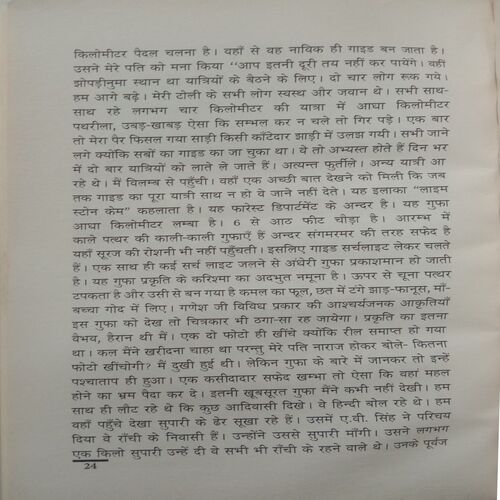 किलोमीटर पैदल चलना है। वहाँ से वह नाविक ही गाइड बन जाता है।
उसने मेरे पति को मना किया “आप इतनी दूरी तय नहीं कर पायेंगे। वहीं
झोपड़ीनुमा स्थान था यात्रियों के बैठने के लिए। दो चार लोग रूक गये।
हम आगे बढ़े। मेरी टोली के सभी लोग स्वस्थ और जवान थे। सभी साथ-
साथ रहे लगभग चार किलोमीटर की यात्रा में आधा किलोमीटर
पथरीला, उबड़-खाबड़ ऐसा कि सम्भल कर न चले तो गिर पड़े। एक बार
तो मेरा पैर फिसल गया साड़ी किसी काँटेदार झाड़ी में उलझ गयी। सभी जाने
लगे क्योंकि सबों का गाइड का जा चुका था। वे तो अभ्यस्त होते हैं दिन भर
में दो बार यात्रियों को लाते ले जाते हैं। अत्यन्त फुर्तीले। अन्य यात्री आ
रहे थे। मैं विलम्ब से पहुँची। वहाँ एक अच्छी बात देखने को मिली कि जब
तक गाइड का पूरा यात्री साथ न हो वे जाने नहीं देते। यह इलाका “लाइम
स्टोन केम” कहलाता है। यह फारेस्ट डिपार्टमेंट के अन्दर है। यह गुफा
आधा किलोमीटर लम्बा है। 6 से आठ फीट चौड़ा है। आरम्भ में
काले पत्थर की काली-काली गुफाएँ हैं अन्दर संगमरमर की तरह सफेद है
यहाँ सूरज की रोशनी भी नहीं पहुँचती। इसलिए गाइड सर्चलाइट लेकर चलते
हैं। एक साथ ही कई सर्च लाइट जलने से अँधेरी गुफा प्रकाशमान हो जाती
है। यह गुफा प्रकृति के करिश्मा का अदभुत नमूना है। ऊपर से चूना पत्थर
टपकता है और उसी से बन गया है कमल का फूल, छत में टंगे झाड़-फानूस, माँ-
बच्चा गोद में लिए। गणेश जी विविध प्रकार की आश्चर्यजनक आकृतियाँ
इस गुफा को देख तो चित्रकार भी ठगा-सा रह जायेगा। प्रकृति का इतना
वैभव, हैरान थी मैं। एक दो फोटो ही खींचे क्योंकि रील समाप्त हो गया
था। कल मैंने खरीदना चाहा था परन्तु मेरे पति नाराज होकर बोले- कितना
फोटो खींचोगी? मैं दुखी हुई थी। लेकिन गुफा के बारे में जानकर तो इन्हें
पश्चाताप ही हुआ। एक कसीदादार सफेद खम्भा तो ऐसा कि वहां महल
होने का भ्रम पैदा कर दे। इतनी खूबसूरत गुफा मैंने कभी नहीं देखी। हम
साथ ही लौट रहे थे कि कुछ आदिवासी दिखे। वे हिन्दी बोल रहे थे। हम
वहाँ पहुँचे देखा सुपारी के ढेर सूखा रहे हैं। उसमें ए.वी. सिंह ने परिचय
दिया वे राँची के निवासी हैं। उन्होंने उससे सुपारी माँगी। उसने लगभग
एक किलो सुपारी उन्हें दी वे सभी भी राँची के रहने वाले थे। उनके पूर्वज
24